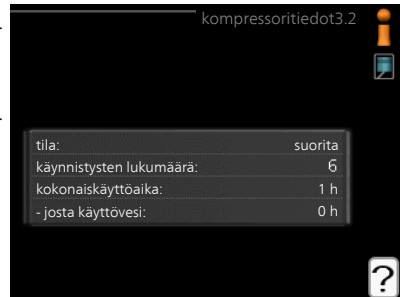 kompressoritiedot3.2
tila: suorita
käynnistysten lukumäärä: 6
kokonaiskäyttöaika: 1 h
- josta käyttövesi: 0 h
?